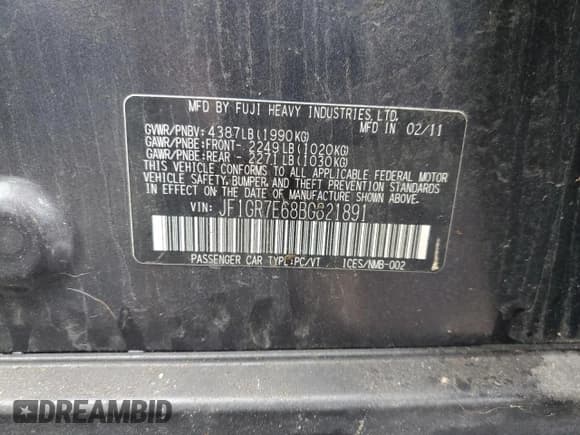 MFD BY FUJI HEAVY INDUSTRIES,LTD.
GVWR/PNBV: 4387LB(1990KG) MFD IN 02/11
GAWR/PNBE:FRONT- 2249LB(1020KG)
GAWR/PNBE:REAR - 2271LB(1030KG)
THIS VEHICLE CONFORMS TO ALL APPLICABLE FEDERAL MOTOR
VEHICLE SAFETY,BUMPER,AND THEFT PREVENTION STANDARDS
IN EFFECT ON THE DATE OF MANUFACTURE SHOWN
ABOVE.
VIN: JF1GR7E68BG821891
PASSENGER CAR TYPE:PC/VT ICES/NMB-002
DREAMBID